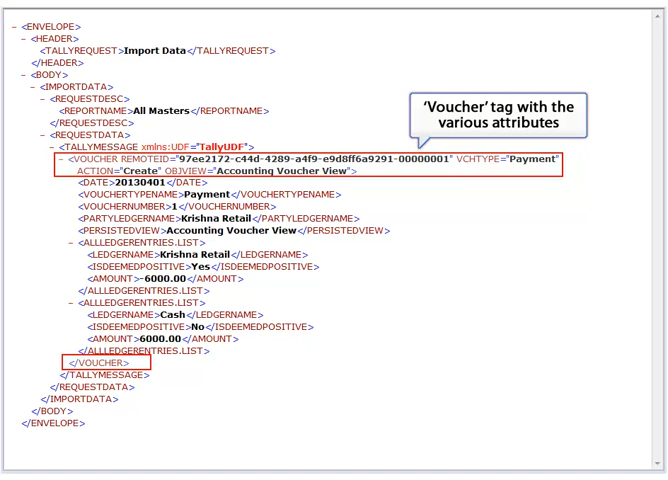 - <ENVELOPE>
- <HEADER>
<TALLYREQUEST>Import Data</TALLYREQUEST>
</HEADER>
- <BODY>
- <IMPORTDATA>
- <REQUESTDESC>
<REPORTNAME>All Masters</REPORTNAME>
</REQUESTDESC>
- <REQUESTDATA>
- <TALLYMESSAGE xmlns:UDF="TallyUDF">
- <VOUCHER REMOTEID="97ee2172-c44d-4289-a4f9-e9d8ff6a9291-00000001" VCHTYPE="Payment"
ACTION="Create" OBJVIEW="Accounting Voucher View">
<DATE>20130401</DATE>
<VOUCHERTYPENAME>Payment</VOUCHERTYPENAME>
<VOUCHERNUMBER>1</VOUCHERNUMBER>
<PARTYLEDGERNAME>Krishna Retail</PARTYLEDGERNAME>
<PERSISTEDVIEW>Accounting Voucher View</PERSISTEDVIEW>
- <ALLLEDGERENTRIES.LIST>
<LEDGERNAME>Krishna Retail</LEDGERNAME>
<ISDEEMEDPOSITIVE>Yes</ISDEEMEDPOSITIVE>
<AMOUNT>-6000.00</AMOUNT>
</ALLLEDGERENTRIES.LIST>
- <ALLLEDGERENTRIES.LIST>
<LEDGERNAME>Cash</LEDGERNAME>
<ISDEEMEDPOSITIVE>No</ISDEEMEDPOSITIVE>
<AMOUNT>6000.00</AMOUNT>
</ALLLEDGERENTRIES.LIST>
</VOUCHER>
</TALLYMESSAGE>
</REQUESTDATA>
</IMPORTDATA>
</BODY>
</ENVELOPE>
‘Voucher’ tag with the
various attributes